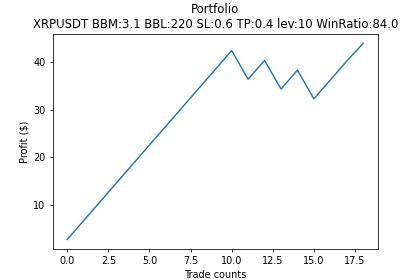 Portfolio
XRPUSDT BBM:3.1 BBL:220 SL:0.6 TP:0.4 lev:10 WinRatio:84.0
40
30
20
10
Profit ($)
0.0 2.5 5.0 7.5 10.0 12.5 15.0 17.5
Trade counts